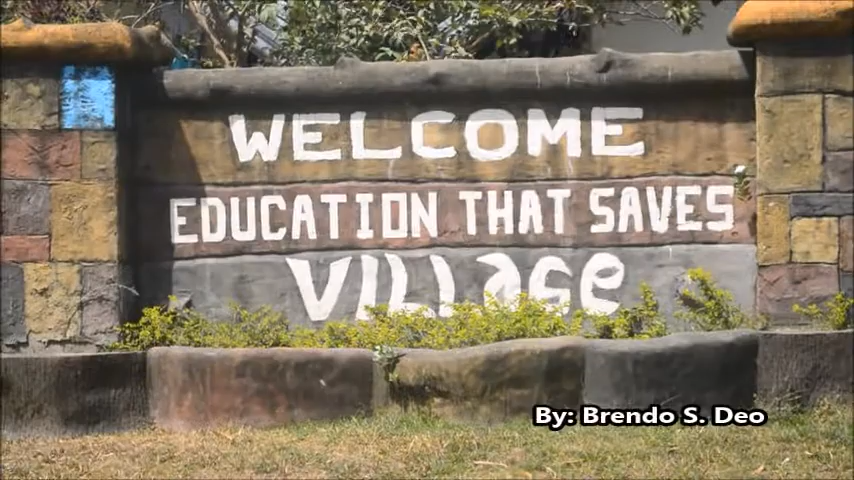 WELCOME
EDUCATION THAT SAVES
VillagE
By: Brendo S. Deo